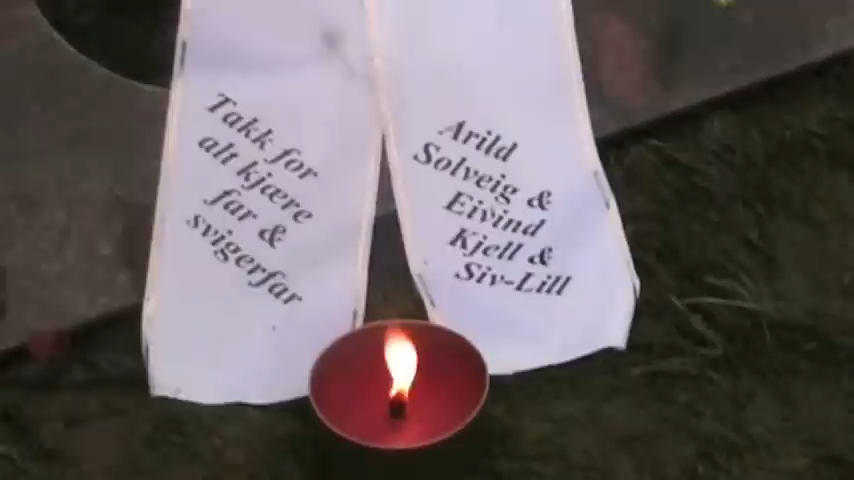 Takk for
alt kjære
far &
svigerfar
Arild
Solveig &
Eivind
Kjell &
Siv-Lill